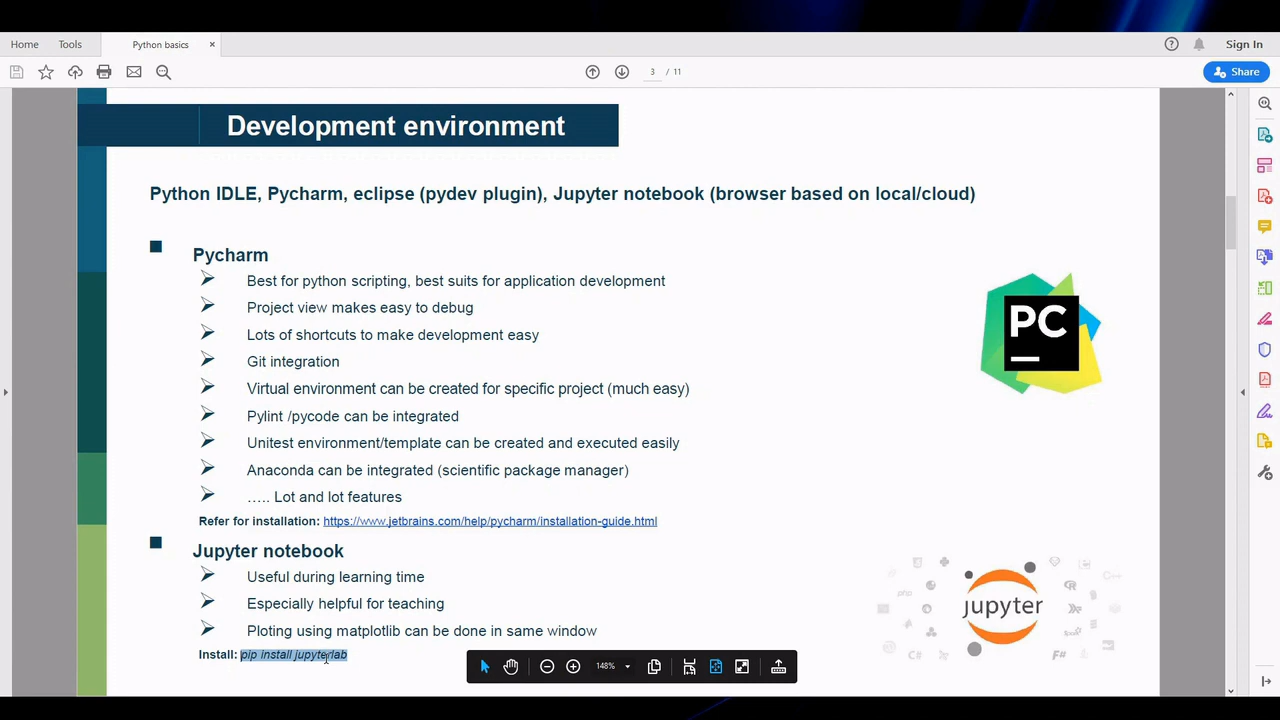 Home Tools Python basics × Sign In
3 / 11 Share
Development environment
Python IDLE, Pycharm, eclipse (pydev plugin), Jupyter notebook (browser based on local/cloud)
Pycharm
Best for python scripting, best suits for application development
Project view makes easy to debug
Lots of shortcuts to make development easy
Git integration
Virtual environment can be created for specific project (much easy)
Pylint /pycode can be integrated
Unitest environment/template can be created and executed easily
Anaconda can be integrated (scientific package manager)
….. Lot and lot features
Refer for installation: https://www.jetbrains.com/help/pycharm/installation-guide.html
PC
Jupyter notebook
Useful during learning time
Especially helpful for teaching
Ploting using matplotlib can be done in same window
Install: pip install jupyterlab
jupyter
php
C++
R
C#
148%